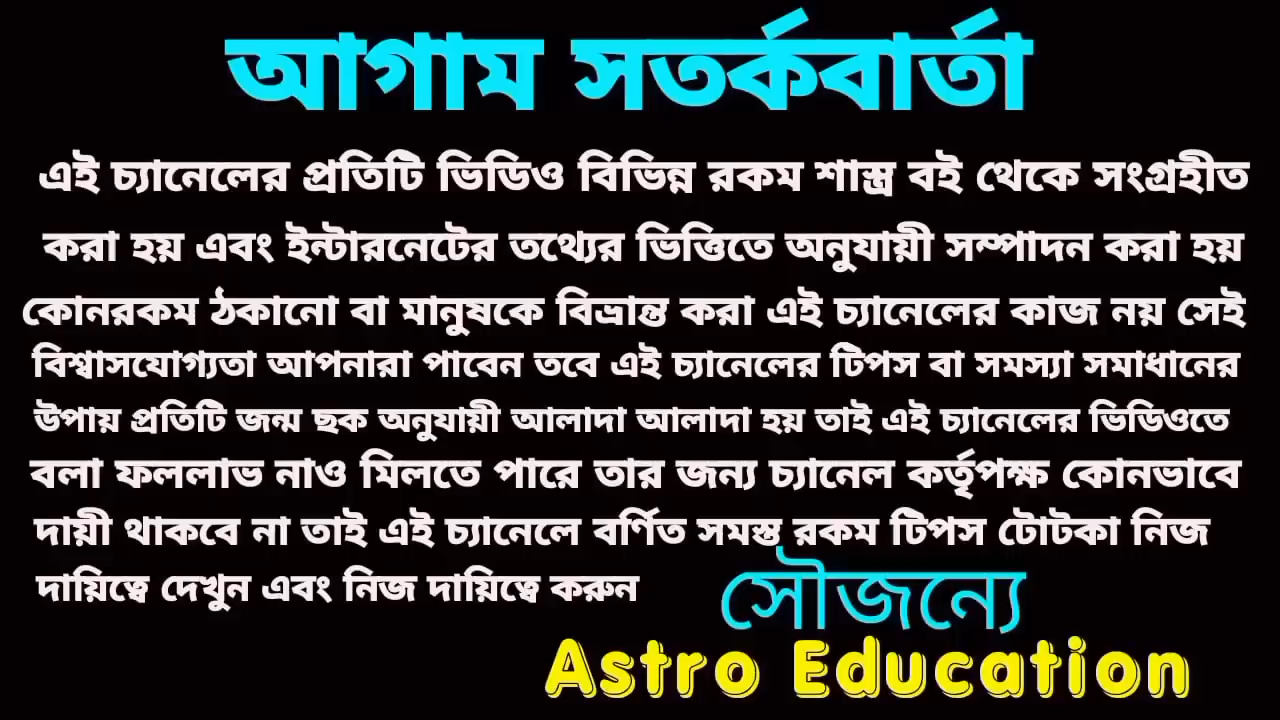 আগাম সতর্কবার্তা
এই চ্যানেলের প্রতিটি ভিডিও বিভিন্ন রকম শাস্ত্র বই থেকে সংগ্রহীত
করা হয় এবং ইন্টারনেটের তথ্যের ভিত্তিতে অনুযায়ী সম্পাদন করা হয়
কোনরকম ঠকানো বা মানুষকে বিভ্রান্ত করা এই চ্যানেলের কাজ নয় সেই
বিশ্বাসযোগ্যতা আপনারা পাবেন তবে এই চ্যানেলের টিপস বা সমস্যা সমাধানের
উপায় প্রতিটি জন্ম ছক অনুযায়ী আলাদা আলাদা হয় তাই এই চ্যানেলের ভিডিওতে
বলা ফললাভ নাও মিলতে পারে তার জন্য চ্যানেল কর্তৃপক্ষ কোনভাবে
দায়ী থাকবে না তাই এই চ্যানেলে বর্ণিত সমস্ত রকম টিপস টোটকা নিজ
দায়িত্বে দেখুন এবং নিজ দায়িত্বে করুন
সৌজন্যে
Astro Education